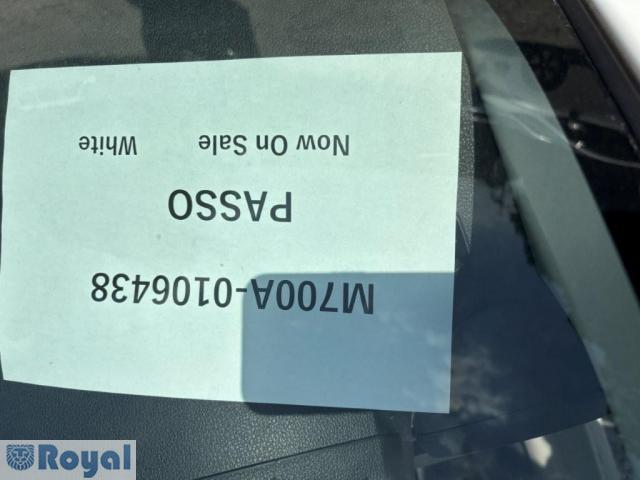 M700A-0106438
PASSO
Now On Sale White
Royal